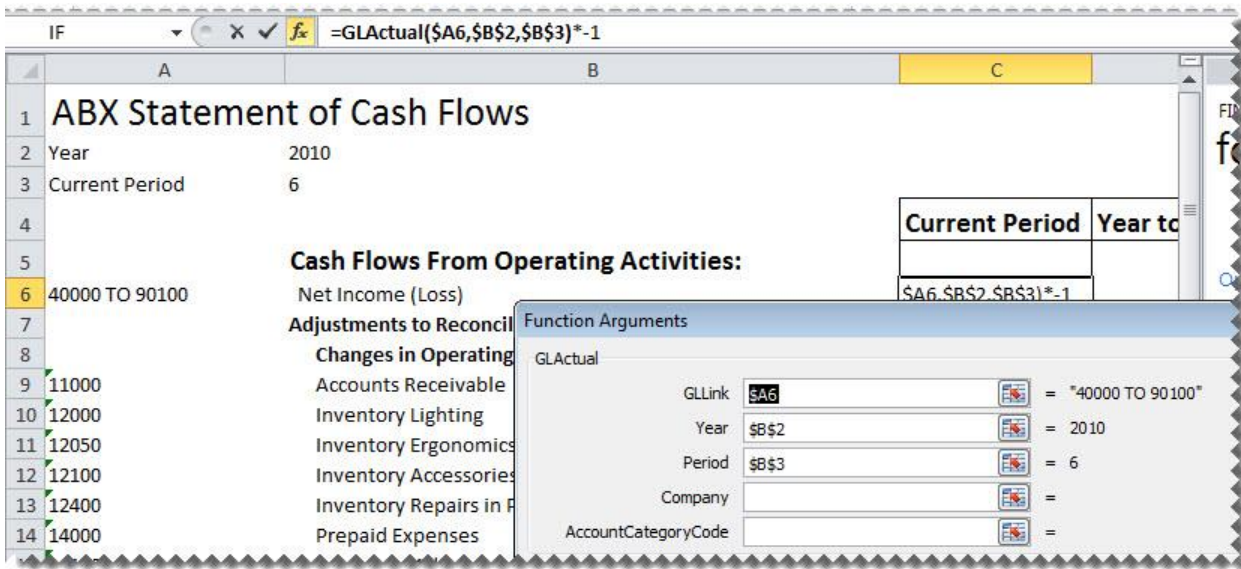 IF fx =GLActual($A6,$B$2,$B$3)*-1
A B C
1 ABX Statement of Cash Flows
2 Year 2010
3 Current Period 6
4 Current Period Year to
5 Cash Flows From Operating Activities:
6 40000 TO 90100 Net Income (Loss) $A6,$B$2,$B$3)*-1
7 Adjustments to Reconcil
8 Changes in Operating
9 11000 Accounts Receivable
10 12000 Inventory Lighting
11 12050 Inventory Ergonomics
12 12100 Inventory Accessories
13 12400 Inventory Repairs in P
14 14000 Prepaid Expenses
Function Arguments
GLActual
GLLink $A6 = "40000 TO 90100"
Year $B$2 = 2010
Period $B$3 = 6
Company =
AccountCategoryCode =